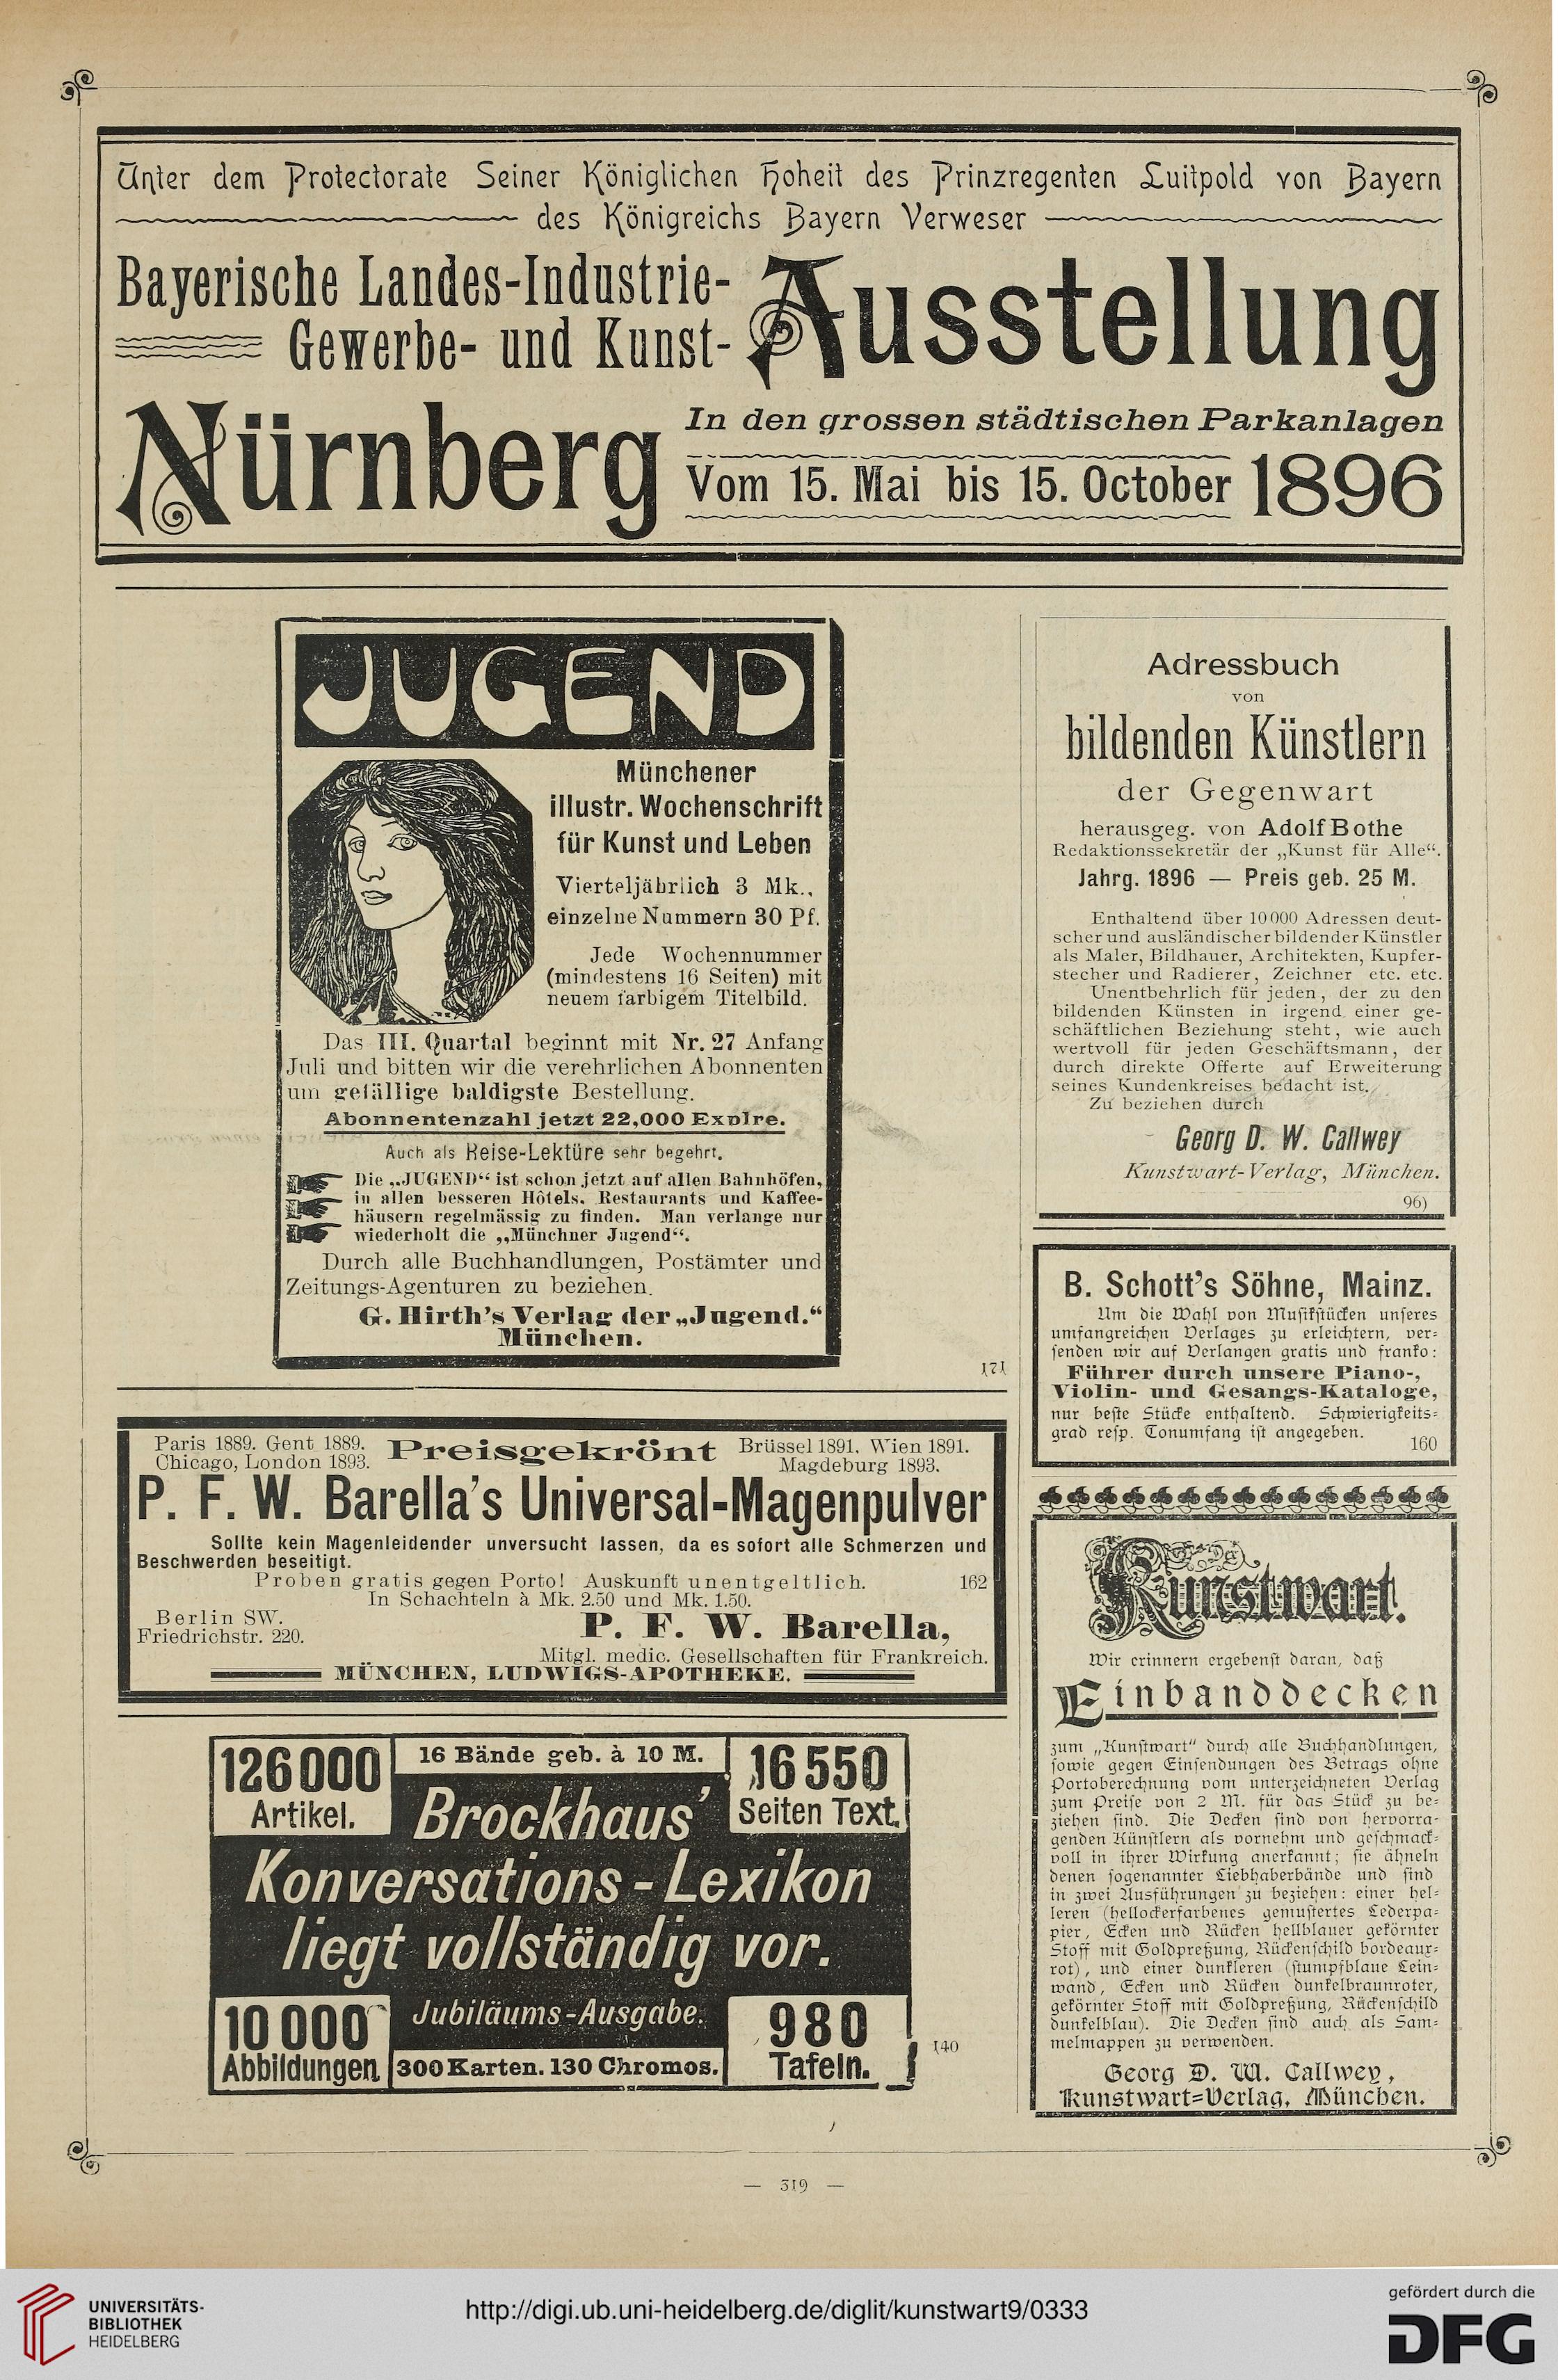 Unter dem Protectorate Seiner Königlichen Hoheit des Prinzregenten Luitpold von Bayern
des Königreichs Bayern Verweser
Bayerische Landes-Industrie-
Gewerbe- und Kunst-
Ausstellung
Nürnberg
In den grossen städtischen Parkanlagen
Vom 15. Mai bis 15. October 1896
JUGEND
Münchener
illustr. Wochenschrift
für Kunst und Leben
Vierteljährlich 3 Mk.,
einzelne Nummern 30 Pf.
Jede Wochennummer
(mindestens 16 Seiten) mit
neuem farbigem Titelbild.
Das III. Quartal beginnt mit Nr. 27 Anfang
Juli und bitten wir die verehrlichen Abonnenten
um gefällige baldigste Bestellung.
Abonnentenzahl jetzt 22,000 Explre.
Auch als Reise-Lektüre sehr begehrt.
Die „JUGEND“ ist schon jetzt auf allen Bahnhöfen,
in allen besseren Hôtels, Restaurants und Kaffee-
häusern regelmässig zu finden. Man verlange nur
wiederholt die „Münchner Jugend“.
Durch alle Buchhandlungen, Postämter und
Zeitungs-Agenturen zu beziehen.
G. Hirth's Verlag der „Jugend.“
München.
171
Paris 1889. Gent 1889.
Chicago, London 1893.
Preisgekrönt
Brüssel 1891. Wien 1891.
Magdeburg 1893.
P. F. W. Barella's Universal-Magenpulver
Sollte kein Magenleidender unversucht lassen, da es sofort alle Schmerzen und
Beschwerden beseitigt.
Proben gratis gegen Porto! Auskunft unentgeltlich. 162
In Schachteln à Mk. 2.50 und Mk. 1.50.
Berlin SW.
Friedrichstr. 220.
P. F. W. Barella,
Mitgl. medic. Gesellschaften für Frankreich.
MÜNCHEN, LUDWIGS-APOTHEKE.
126000
Artikel.
16 Bände geb. à 10 M.
16550
Seiten Text.
Brockhaus'
Konversations-Lexikon
liegt vollständig vor.
Jubiläums-Ausgabe.
10000
Abbildungen
300 Karten. 130 Chromos.
980
Tafeln.
140
Adressbuch
von
bildenden Künstlern
der Gegenwart
herausgeg. von Adolf Bothe
Redaktionssekretär der „Kunst für Alle“.
Jahrg. 1896 — Preis geb. 25 M.
Enthaltend über 10000 Adressen deut-
scher und ausländischer bildender Künstler
als Maler, Bildhauer, Architekten, Kupfer-
stecher und Radierer, Zeichner etc. etc.
Unentbehrlich für jeden, der zu den
bildenden Künsten in irgend einer ge-
schäftlichen Beziehung steht, wie auch
wertvoll für jeden Geschäftsmann, der
durch direkte Offerte auf Erweiterung
seines Kundenkreises bedacht ist.
Zu beziehen durch
Georg D. W. Callwey
Kunstwart-Verlag, München.
96)
B. Schott's Söhne, Mainz.
Um die Wahl von Musikstücken unseres
umfangreichen Verlages zu erleichtern, ver-
senden wir auf Verlangen gratis und franko:
Führer durch unsere Piano-,
Violin- und Gesangs-Kataloge,
nur beste Stücke enthaltend. Schwierigkeits-
grad resp. Tonumfang ist angegeben.
160
Kunstwart.
Wir erinnern ergebenst daran, daß
Einbanddecken
zum „Kunstwart“ durch alle Buchhandlungen,
sowie gegen Einsendungen des Betrags ohne
Portoberechnung vom unterzeichneten Verlag
zum Preise von 2 M. für das Stück zu be-
ziehen sind. Die Decken sind von hervorra-
genden Künstlern als vornehm und geschmack-
voll in ihrer Wirkung anerkannt; sie ähneln
denen sogenannter Liebhaberbände und sind
in zwei Ausführungen zu beziehen: einer hel-
leren (hellockerfarbenes gemustertes Lederpa-
pier, Ecken und Rücken hellblauer gekörnter
Stoff mit Goldpreßung, Rückenschild bordeaux-
rot), und einer dunkleren (stumpfblaue Lein-
wand, Ecken und Rücken dunkelbraunroter,
gekörnter Stoff mit Goldpreßung, Rückenschild
dunkelblau). Die Decken sind auch als Sam-
melmappen zu verwenden.
Georg D. W. Callwey,
Kunstwart-Verlag, München.
— 319 —
UNIVERSITÄTS-
BIBLIOTHEK
HEIDELBERG
http://digi.ub.uni-heidelberg.de/diglit/kunstwart9/0333
gefördert durch die
DFG